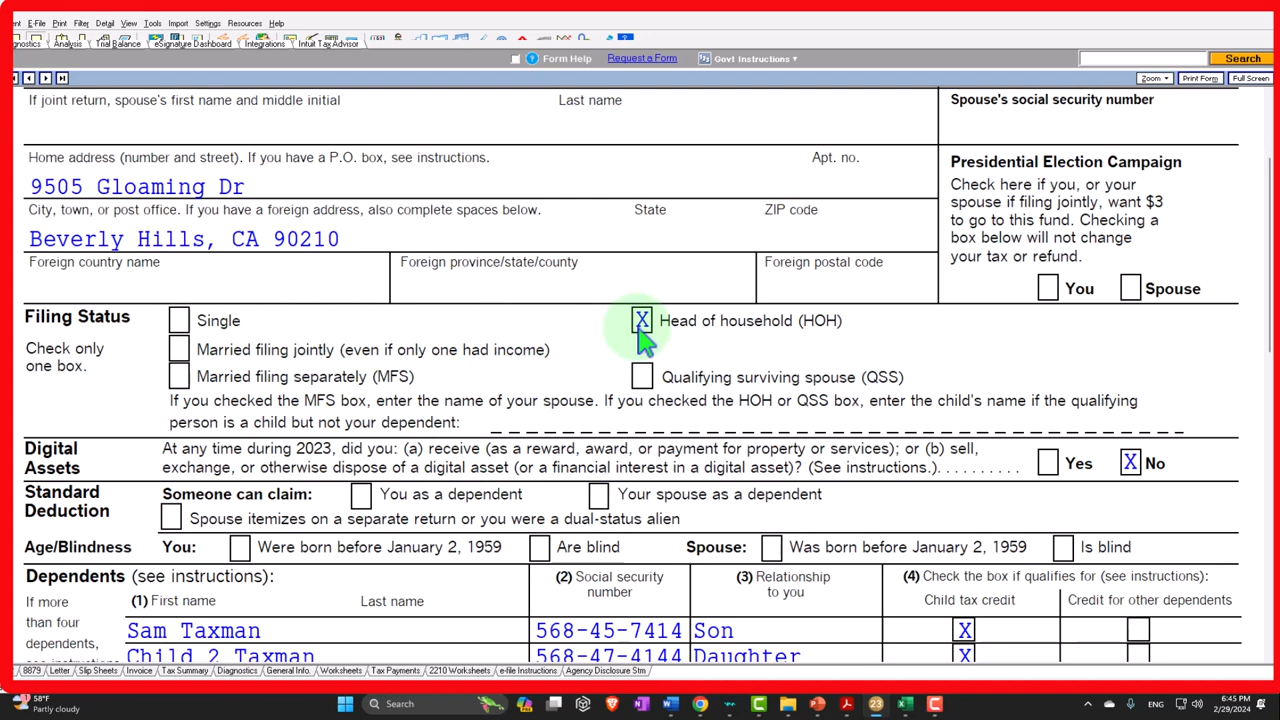 E-File Print Filter Detail View Tools Import Settings Resources Help
Analysis Trial Balance eSignature Dashboard Integrations Intuit Tax Advisor
Form Help Request a Form Govt Instructions Search
Zoom Print Form Full Screen
If joint return, spouse's first name and middle initial Last name Spouse's social security number
Home address (number and street). If you have a P.O. box, see instructions. Apt. no.
9505 Gloaming Dr
City, town, or post office. If you have a foreign address, also complete spaces below. State ZIP code
Beverly Hills, CA 90210
Foreign country name Foreign province/state/county Foreign postal code
Presidential Election Campaign
Check here if you, or your
spouse if filing jointly, want $3
to go to this fund. Checking a
box below will not change
your tax or refund.
You Spouse
Filing Status
Check only
one box.
Single X Head of household (HOH)
Married filing jointly (even if only one had income)
Married filing separately (MFS) Qualifying surviving spouse (QSS)
If you checked the MFS box, enter the name of your spouse. If you checked the HOH or QSS box, enter the child's name if the qualifying
person is a child but not your dependent:
Digital
Assets
At any time during 2023, did you: (a) receive (as a reward, award, or payment for property or services); or (b) sell,
exchange, or otherwise dispose of a digital asset (or a financial interest in a digital asset)? (See instructions.) . . . . . . . . . . Yes X No
Standard
Deduction
Someone can claim: You as a dependent Your spouse as a dependent
Spouse itemizes on a separate return or you were a dual-status alien
Age/Blindness You: Were born before January 2, 1959 Are blind Spouse: Was born before January 2, 1959 Is blind
Dependents (see instructions): (2) Social security number (3) Relationship to you (4) Check the box if qualifies for (see instructions):
If more
than four
dependents,
(1) First name Last name Child tax credit Credit for other dependents
Sam Taxman 568-45-7414 Son X
Child 2 Taxman 568-47-4144 Daughter X
8879 Letter Slip Sheets Invoice Tax Summary Diagnostics General Info. Worksheets Tax Payments 2210 Worksheets e-file Instructions Agency Disclosure Stm
58°F
Partly cloudy
Search
23
ENG
6:45 PM
2/29/2024